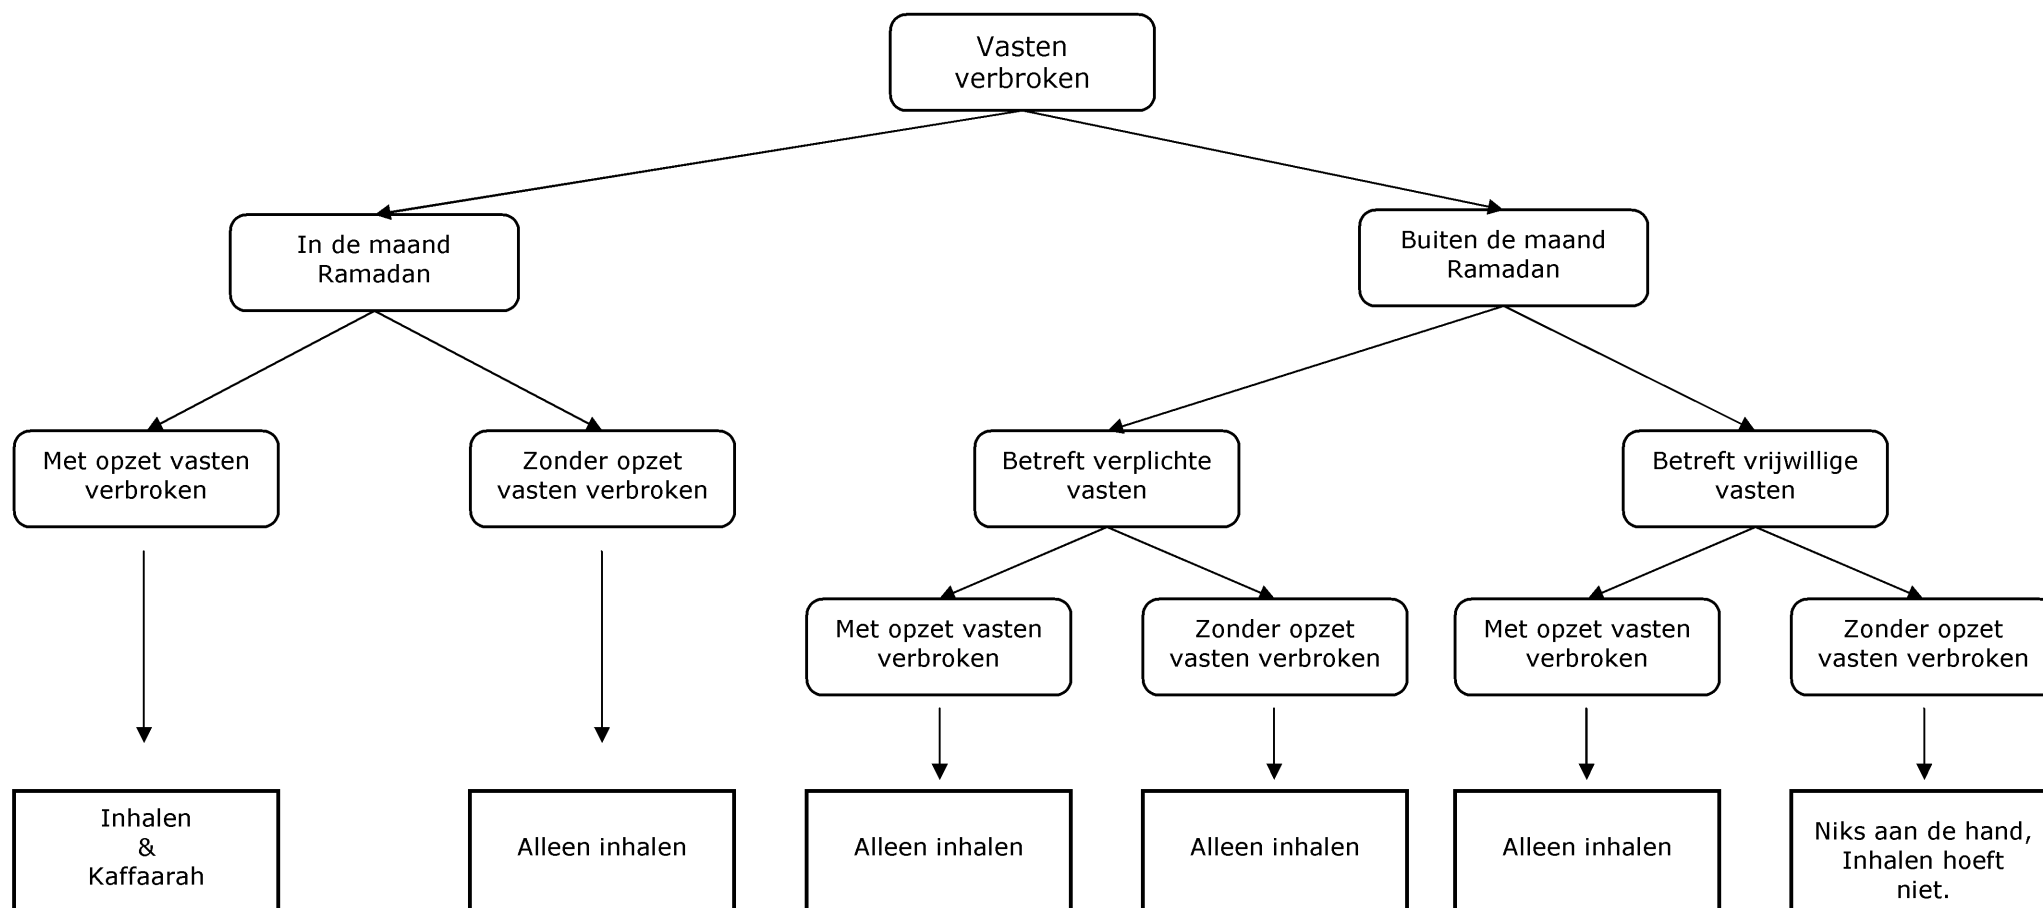 Vasten
verbroken
In de maand
Ramadan
Buiten de maand
Ramadan
Met opzet vasten
verbroken
Zonder opzet
vasten verbroken
Betreft verplichte
vasten
Betreft vrijwillige
vasten
Met opzet vasten
verbroken
Zonder opzet
vasten verbroken
Met opzet vasten
verbroken
Zonder opzet
vasten verbroken
Inhalen
&
Kaffaarah
Alleen inhalen
Alleen inhalen
Alleen inhalen
Alleen inhalen
Niks aan de hand,
Inhalen hoeft
niet.